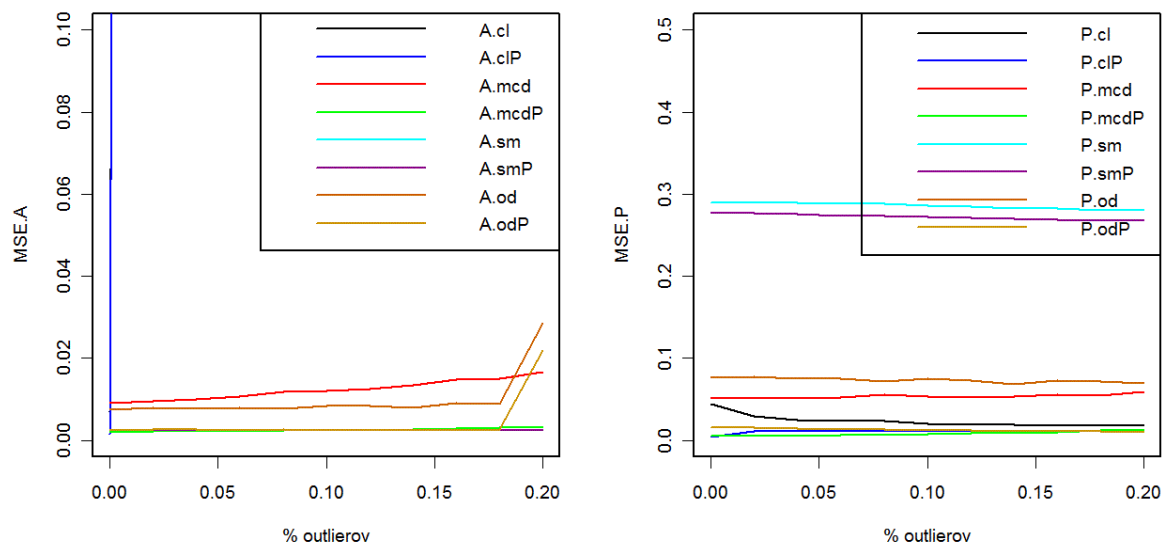 MSE.A
0.10
0.08
0.06
0.04
0.02
0.00
A.cl
A.clP
A.mcd
A.mcdP
A.sm
A.smP
A.od
A.odP
0.00 0.05 0.10 0.15 0.20
% outlierov
MSE.P
0.5
0.4
0.3
0.2
0.1
0.0
P.cl
P.clP
P.mcd
P.mcdP
P.sm
P.smP
P.od
P.odP
0.00 0.05 0.10 0.15 0.20
% outlierov